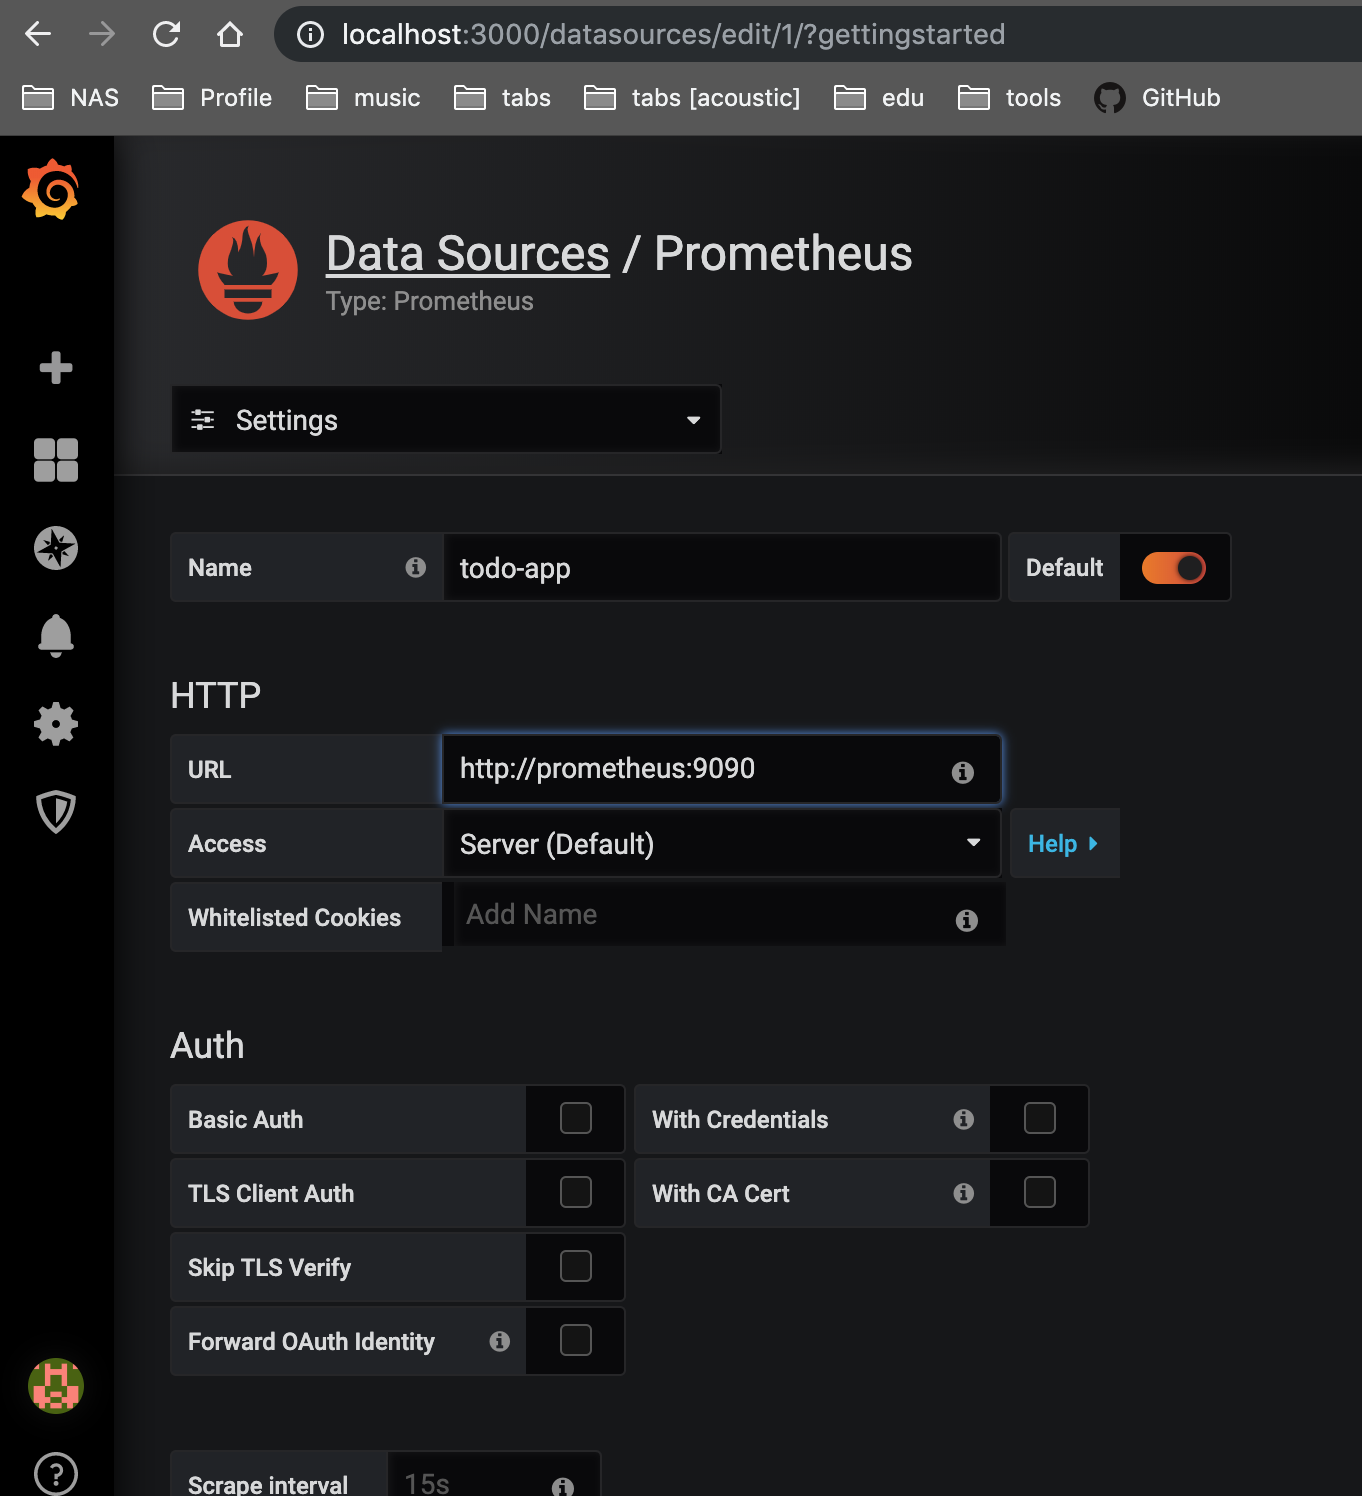 localhost:3000/datasources/edit/1/?gettingstarted
NAS Profile music tabs tabs [acoustic] edu tools GitHub
Data Sources / Prometheus
Type: Prometheus
Settings
Name todo-app Default
HTTP
URL http://prometheus:9090
Access Server (Default) Help
Whitelisted Cookies Add Name
Auth
Basic Auth With Credentials
TLS Client Auth With CA Cert
Skip TLS Verify
Forward OAuth Identity
Scrape interval 15s